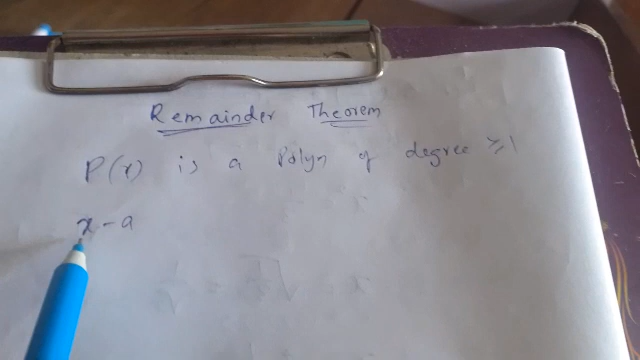 Remainder Theorem
P(x) is a Polyn of degree ≥1
x-a